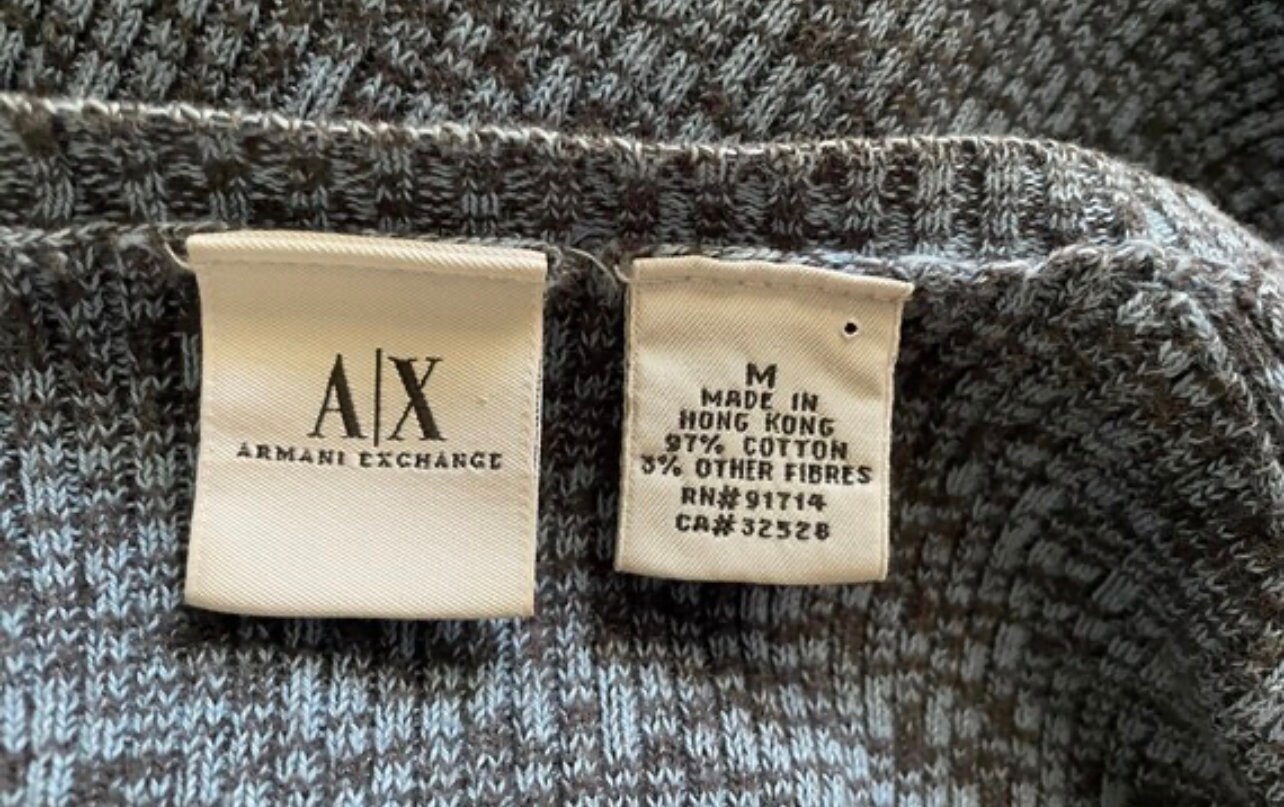 A|X
ARMANI EXCHANGE
M
MADE IN
HONG KONG
97% COTTON
3% OTHER FIBRES
RN#91714
CA#32528